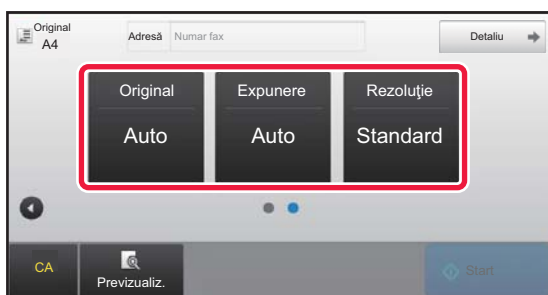 Original
A4
Adresă Numar fax
Detaliu
Original Expunere Rezoluţie
Auto Auto Standard
CA
Previzualiz.
Start